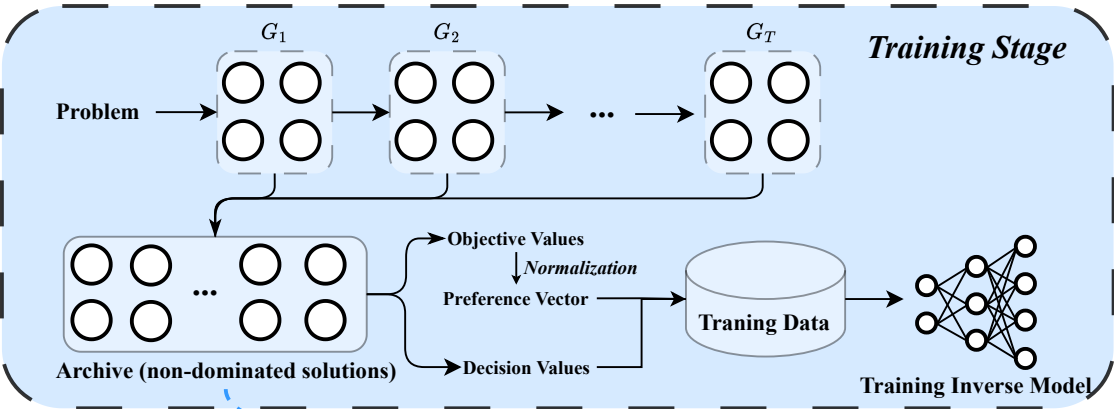 G₁
G₂
G_T
Training Stage
Problem
...
...
Objective Values
Normalization
Preference Vector
Traning Data
Decision Values
Archive (non-dominated solutions)
Training Inverse Model